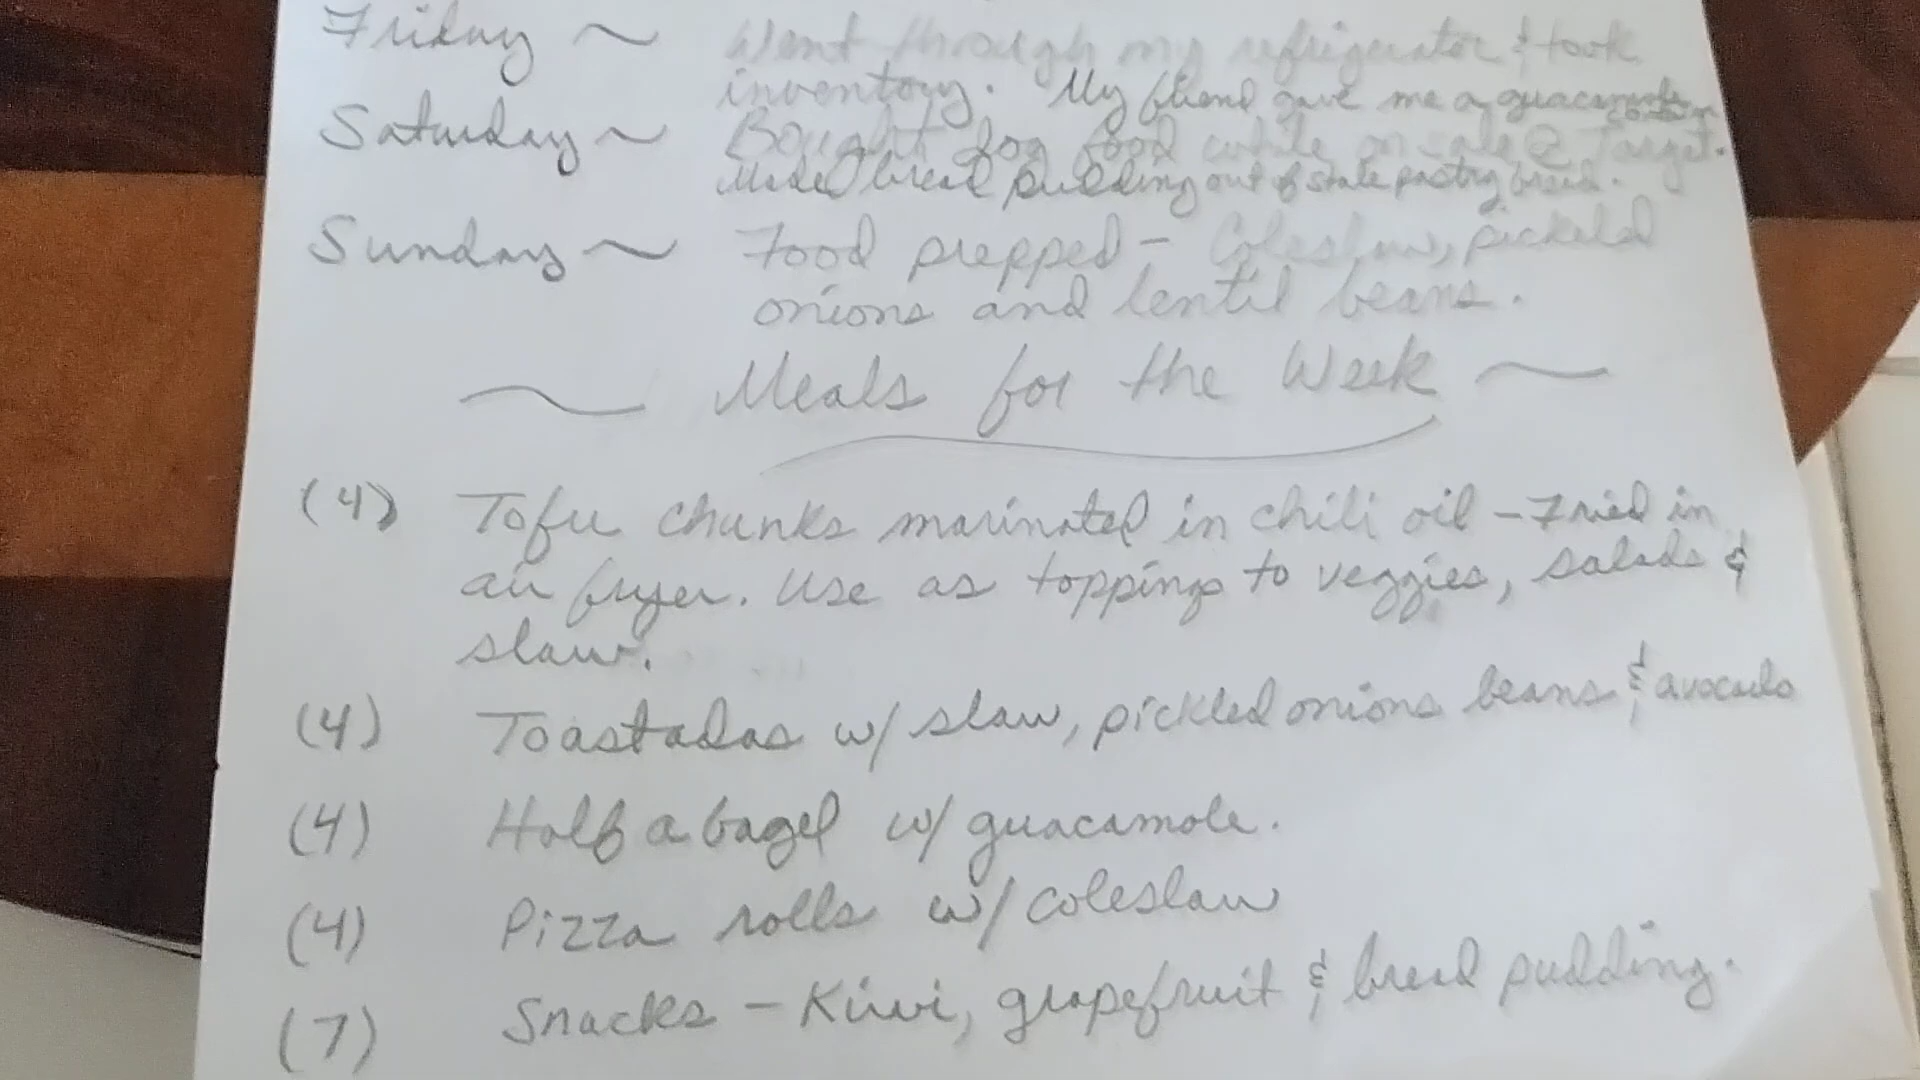 Friday ~ Went through my refrigerator & took
inventory. My friend gave me a guacamole
Saturday ~ Bought dog food while on sale @ Target.
Made bread pudding out of stale pastry bread.
Sunday ~ Food prepped - Coleslaw, pickeled
onions and lentil beans.
~ Meals for the Week ~
(4) Tofu chunks marinated in chili oil - Fried in
air fryer. Use as toppings to veggies, salads &
slaw.
(4) Toastadas w/ slaw, pickled onions beans & avocado
(4) Half a bagel w/ guacamole.
(4) Pizza rolls w/ coleslaw
(7) Snacks - Kiwi, grapefruit & bread pudding.